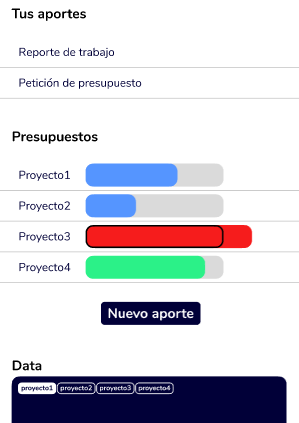 Tus aportes
Reporte de trabajo
Petición de presupuesto
Presupuestos
Proyecto1
Proyecto2
Proyecto3
Proyecto4
Nuevo aporte
Data
proyecto1 proyecto2 proyecto3 proyecto4